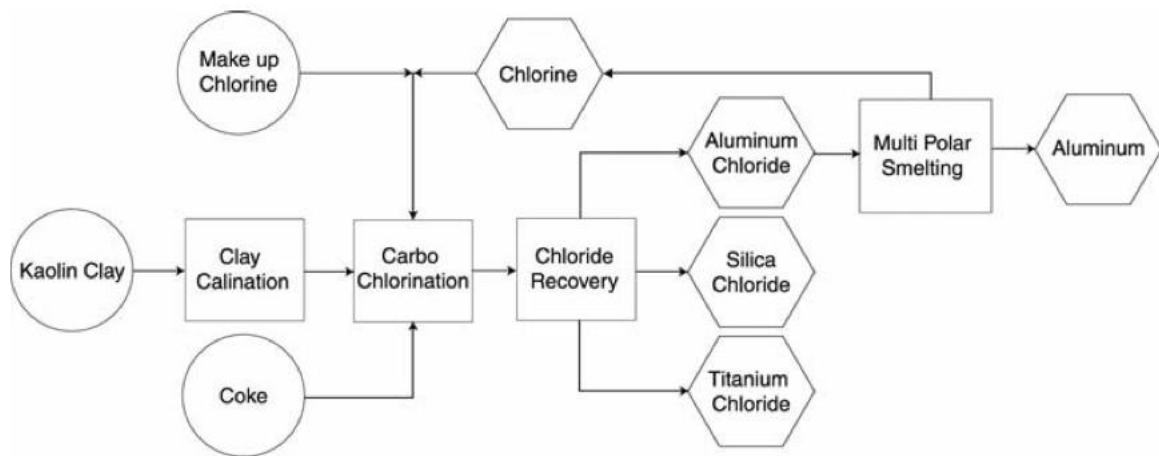 Make up
Chlorine
Chlorine
Aluminum
Chloride
Multi Polar
Smelting
Aluminum
Kaolin Clay
Clay
Calination
Carbo
Chlorination
Chloride
Recovery
Silica
Chloride
Coke
Titanium
Chloride